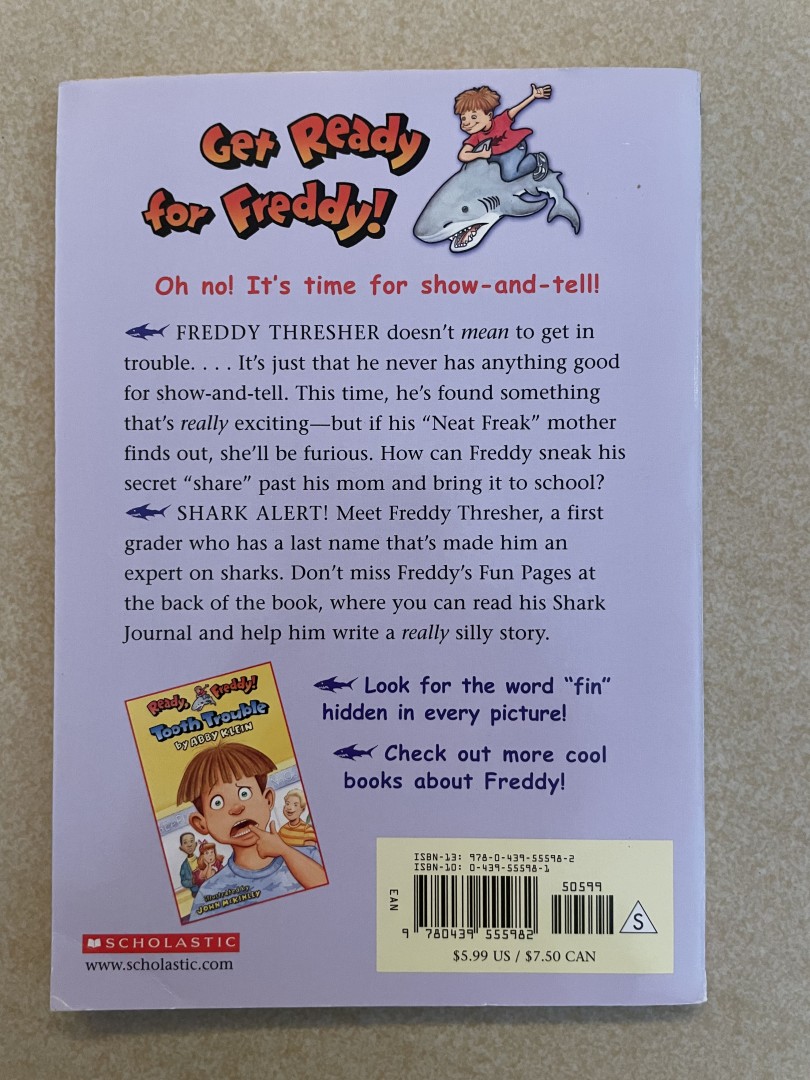 Get Ready
for Freddy!
Oh no! It's time for show-and-tell!
FREDDY THRESHER doesn't mean to get in
trouble. . . . It's just that he never has anything good
for show-and-tell. This time, he's found something
that's really exciting—but if his “Neat Freak” mother
finds out, she'll be furious. How can Freddy sneak his
secret “share” past his mom and bring it to school?
SHARK ALERT! Meet Freddy Thresher, a first
grader who has a last name that's made him an
expert on sharks. Don't miss Freddy's Fun Pages at
the back of the book, where you can read his Shark
Journal and help him write a really silly story.
Ready, Freddy!
Tooth Trouble
by ABBY KLEIN
illustrated by
JOHN McKINLEY
Look for the word “fin”
hidden in every picture!
Check out more cool
books about Freddy!
SCHOLASTIC
www.scholastic.com
ISBN-13: 978-0-439-55598-2
ISBN-10: 0-439-55598-1
50599
EAN
9 780439 555982
S
$5.99 US / $7.50 CAN